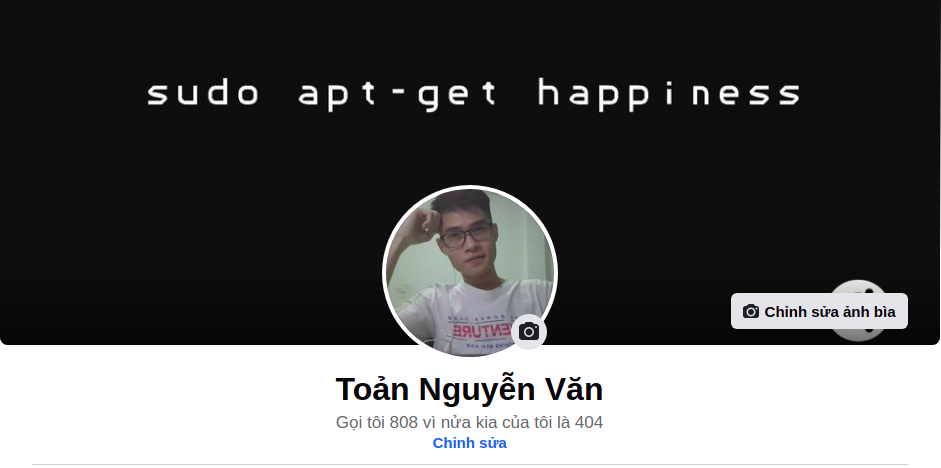 sudo apt-get happiness
Chỉnh sửa ảnh bìa
Toản Nguyễn Văn
Gọi tôi 808 vì nửa kia của tôi là 404
Chỉnh sửa